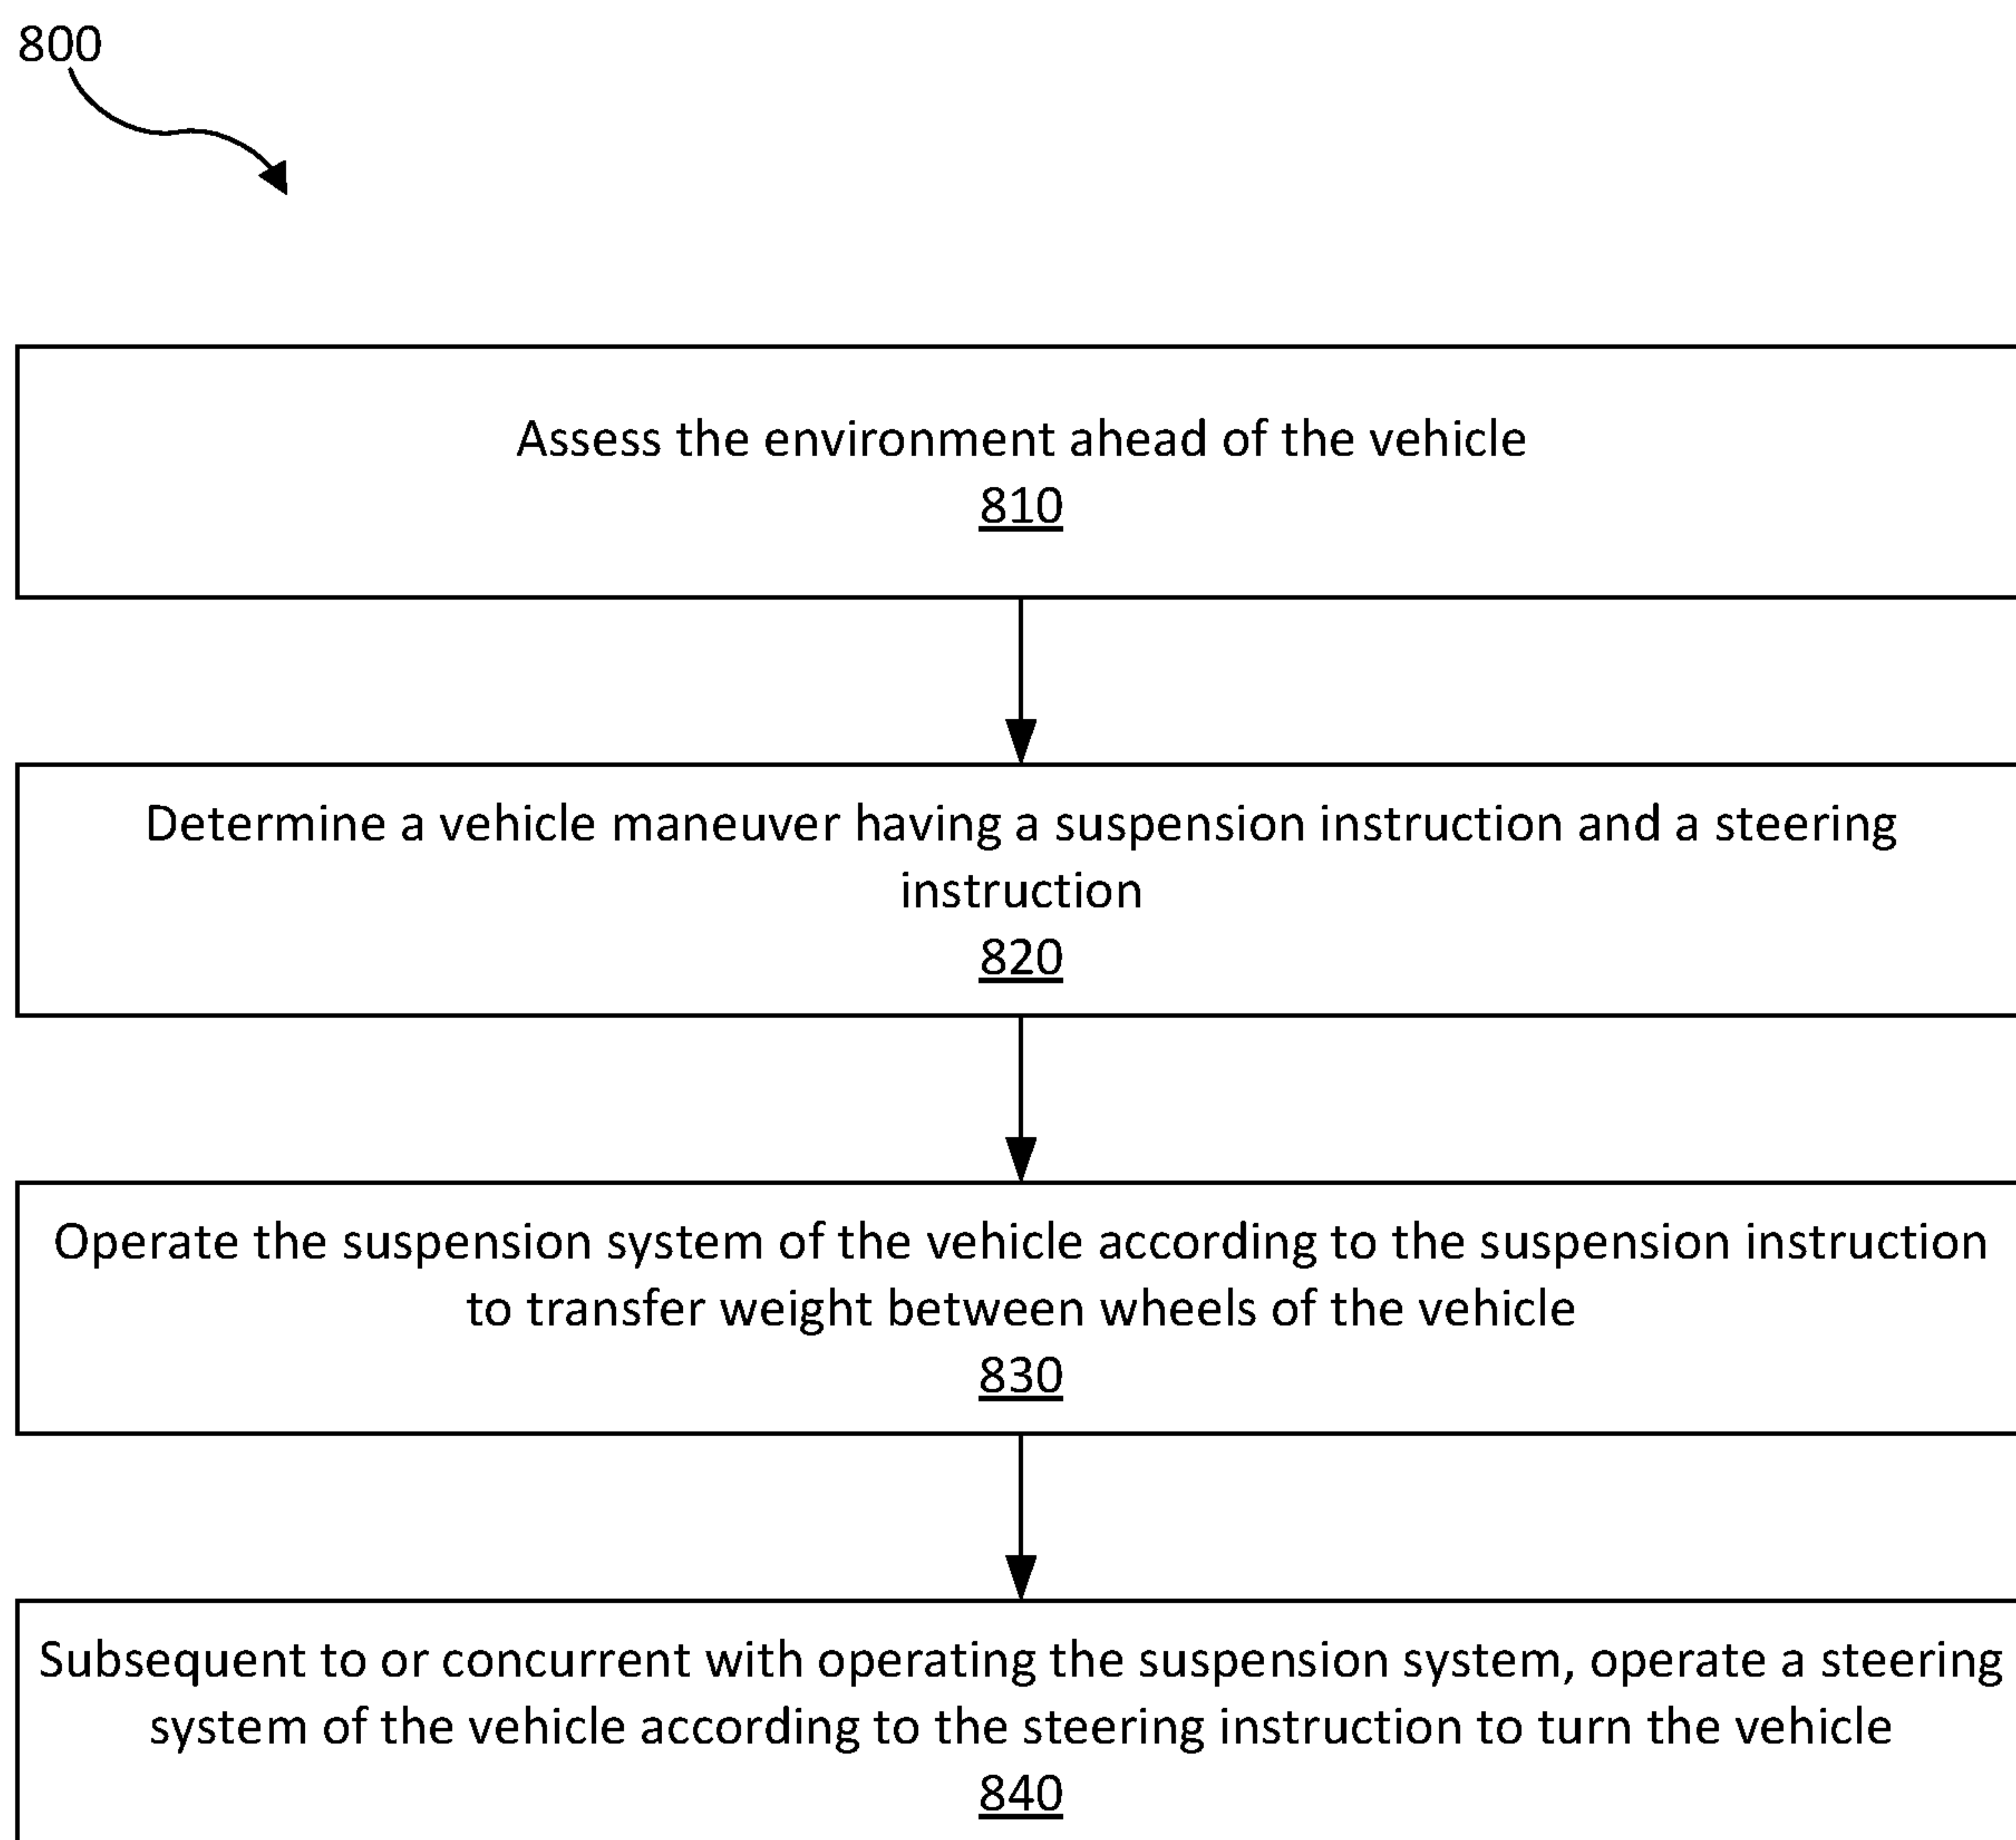 800
Assess the environment ahead of the vehicle
810
Determine a vehicle maneuver having a suspension instruction and a steering
instruction
820
Operate the suspension system of the vehicle according to the suspension instruction
to transfer weight between wheels of the vehicle
830
Subsequent to or concurrent with operating the suspension system, operate a steering
system of the vehicle according to the steering instruction to turn the vehicle
840